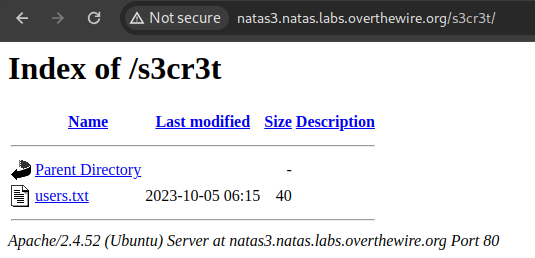 Not secure natas3.natas.labs.overthewire.org/s3cr3t/
Index of /s3cr3t
Name Last modified Size Description
Parent Directory -
users.txt 2023-10-05 06:15 40
Apache/2.4.52 (Ubuntu) Server at natas3.natas.labs.overthewire.org Port 80